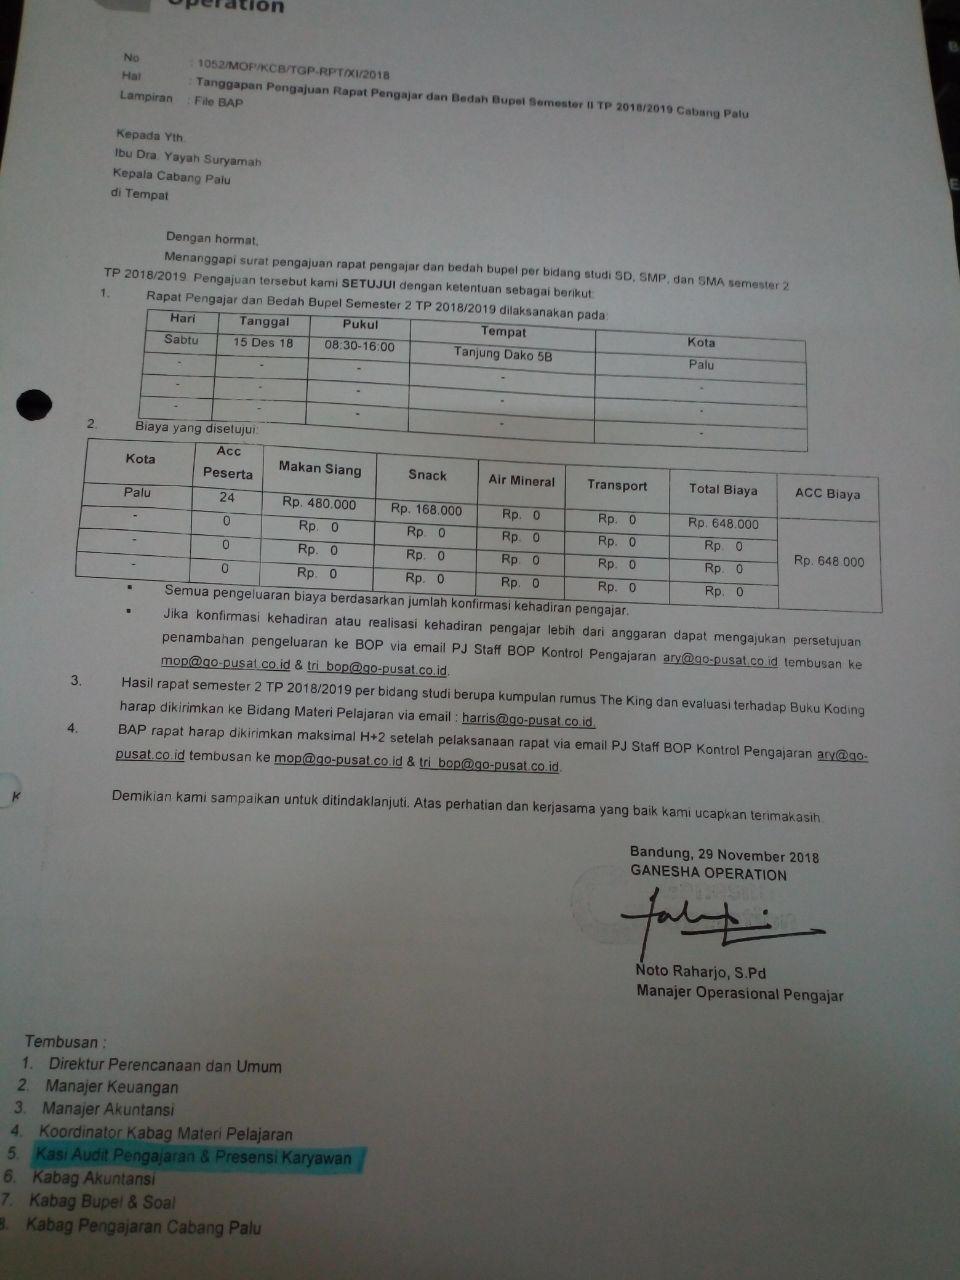 Operation
No : 1052/MOP/KCB/TGP-RPT/XI/2018
Hal : Tanggapan Pengajuan Rapat Pengajar dan Bedah Bupel Semester II TP 2018/2019 Cabang Palu
Lampiran : File BAP
Kepada Yth.
Ibu Dra. Yayah Suryamah
Kepala Cabang Palu
di Tempat
Dengan hormat,
Menanggapi surat pengajuan rapat pengajar dan bedah bupel per bidang studi SD, SMP, dan SMA semester 2
TP 2018/2019. Pengajuan tersebut kami SETUJUI dengan ketentuan sebagai berikut:
1. Rapat Pengajar dan Bedah Bupel Semester 2 TP 2018/2019 dilaksanakan pada:
Hari Tanggal Pukul Tempat Kota
Sabtu 15 Des 18 08:30-16:00 Tanjung Dako 5B Palu
- - - - -
- - - - -
- - - - -
2. Biaya yang disetujui:
Kota Acc Peserta Makan Siang Snack Air Mineral Transport Total Biaya ACC Biaya
Palu 24 Rp. 480.000 Rp. 168.000 Rp. 0 Rp. 0 Rp. 648.000 Rp. 648.000
- 0 Rp. 0 Rp. 0 Rp. 0 Rp. 0 Rp. 0
- 0 Rp. 0 Rp. 0 Rp. 0 Rp. 0 Rp. 0
- 0 Rp. 0 Rp. 0 Rp. 0 Rp. 0 Rp. 0
▪ Semua pengeluaran biaya berdasarkan jumlah konfirmasi kehadiran pengajar.
▪ Jika konfirmasi kehadiran atau realisasi kehadiran pengajar lebih dari anggaran dapat mengajukan persetujuan
penambahan pengeluaran ke BOP via email PJ Staff BOP Kontrol Pengajaran ary@go-pusat.co.id tembusan ke
mop@go-pusat.co.id & tri_bop@go-pusat.co.id.
3. Hasil rapat semester 2 TP 2018/2019 per bidang studi berupa kumpulan rumus The King dan evaluasi terhadap Buku Koding
harap dikirimkan ke Bidang Materi Pelajaran via email : harris@go-pusat.co.id.
4. BAP rapat harap dikirimkan maksimal H+2 setelah pelaksanaan rapat via email PJ Staff BOP Kontrol Pengajaran ary@go-
pusat.co.id tembusan ke mop@go-pusat.co.id & tri_bop@go-pusat.co.id.
Demikian kami sampaikan untuk ditindaklanjuti. Atas perhatian dan kerjasama yang baik kami ucapkan terimakasih.
Bandung, 29 November 2018
GANESHA OPERATION
Noto Raharjo, S.Pd
Manajer Operasional Pengajar
Tembusan :
1. Direktur Perencanaan dan Umum
2. Manajer Keuangan
3. Manajer Akuntansi
4. Koordinator Kabag Materi Pelajaran
5. Kasi Audit Pengajaran & Presensi Karyawan
6. Kabag Akuntansi
7. Kabag Bupel & Soal
8. Kabag Pengajaran Cabang Palu